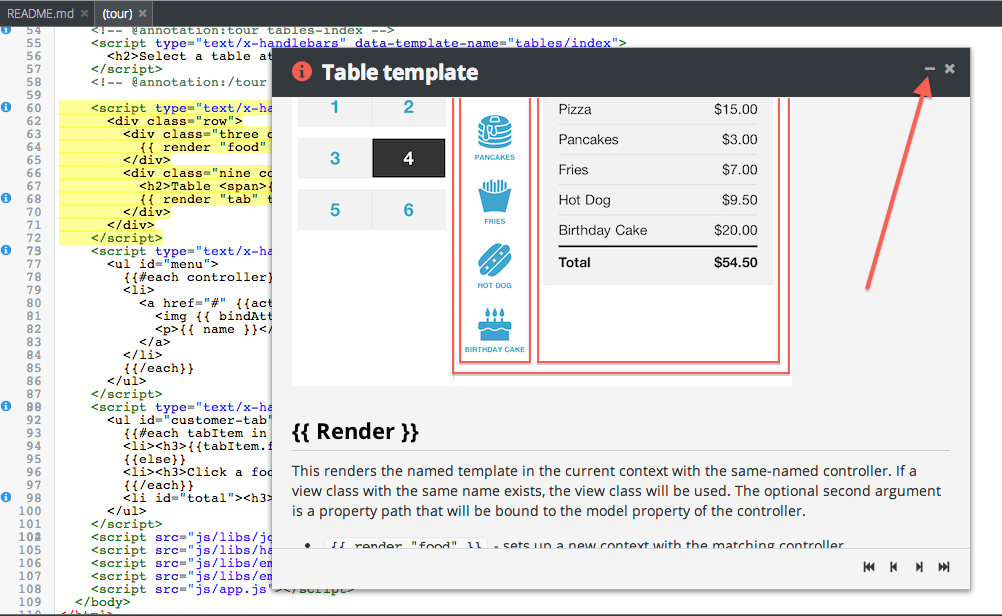 README.md × (tour) ×
54 <!-- @annotation:tour tables-index -->
55 <script type="text/x-handlebars" data-template-name="tables/index">
56 <h2>Select a table at
57 </script>
58 <!-- @annotation:/tour
59
60 <script type="text/x-ha
62 <div class="row">
63 <div class="three c
64 {{ render "food"
65 </div>
66 <div class="nine co
67 <h2>Table <span>{
68 {{ render "tab" t
70 </div>
71 </div>
72 </script>
<script type="text/x-ha
77 <ul id="menu">
78 {{#each controller}
79 <li>
80 <a href="#" {{act
81 <img {{ bindAtt
82 <p>{{ name }}</
83 </a>
84 </li>
85 {{/each}}
86 </ul>
87 </script>
<script type="text/x-ha
92 <ul id="customer-tab"
93 {{#each tabItem in
94 <li><h3>{{tabItem.f
95 {{else}}
96 <li><h3>Click a foo
97 {{/each}}
98 <li id="total"><h3>
100 </ul>
101 </script>
<script src="js/libs/jq
105 <script src="js/libs/ha
106 <script src="js/libs/em
107 <script src="js/libs/em
108 <script src="js/app.js"></script>
109 </body>
110 </html>
Table template
1 2
3 4
5 6
PANCAKES
FRIES
HOT DOG
BIRTHDAY CAKE
Pizza $15.00
Pancakes $3.00
Fries $7.00
Hot Dog $9.50
Birthday Cake $20.00
Total $54.50
{{ Render }}
This renders the named template in the current context with the same-named controller. If a
view class with the same name exists, the view class will be used. The optional second argument
is a property path that will be bound to the model property of the controller.
• {{ render "food" }} - sets up a new context with the matching controller